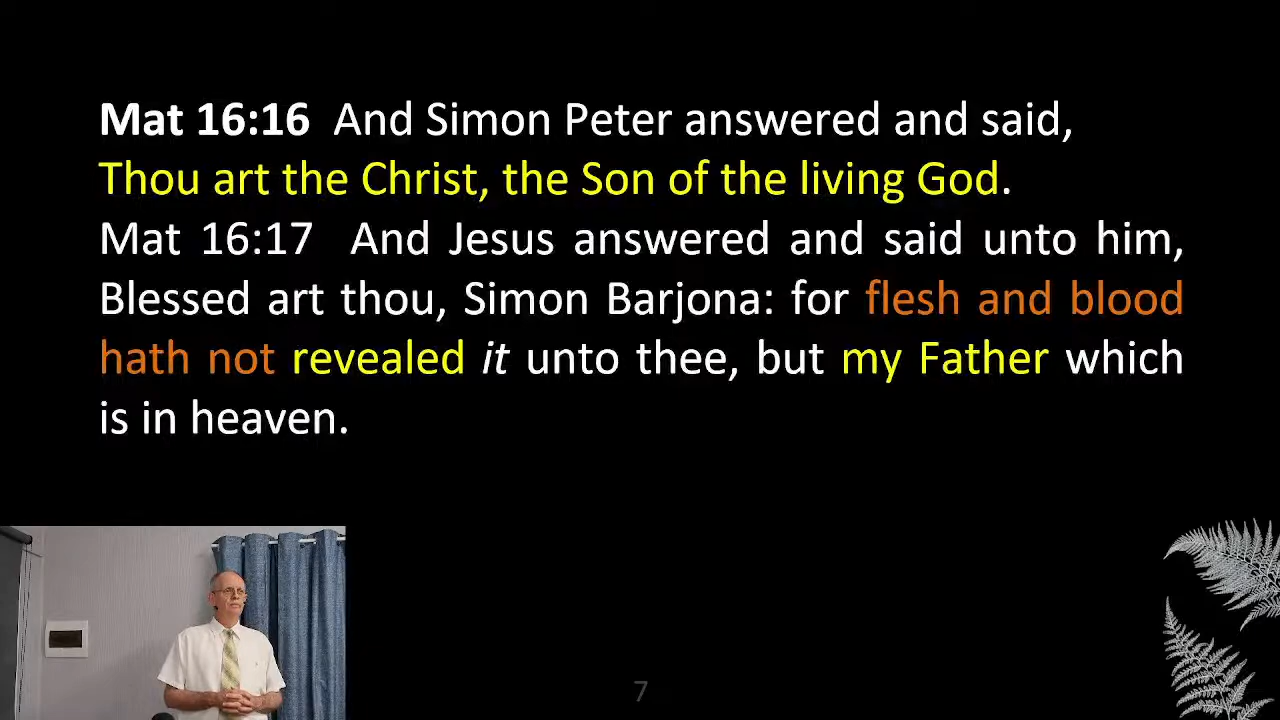 Mat 16:16 And Simon Peter answered and said,
Thou art the Christ, the Son of the living God.
Mat 16:17 And Jesus answered and said unto him,
Blessed art thou, Simon Barjona: for flesh and blood
hath not revealed it unto thee, but my Father which
is in heaven.
7